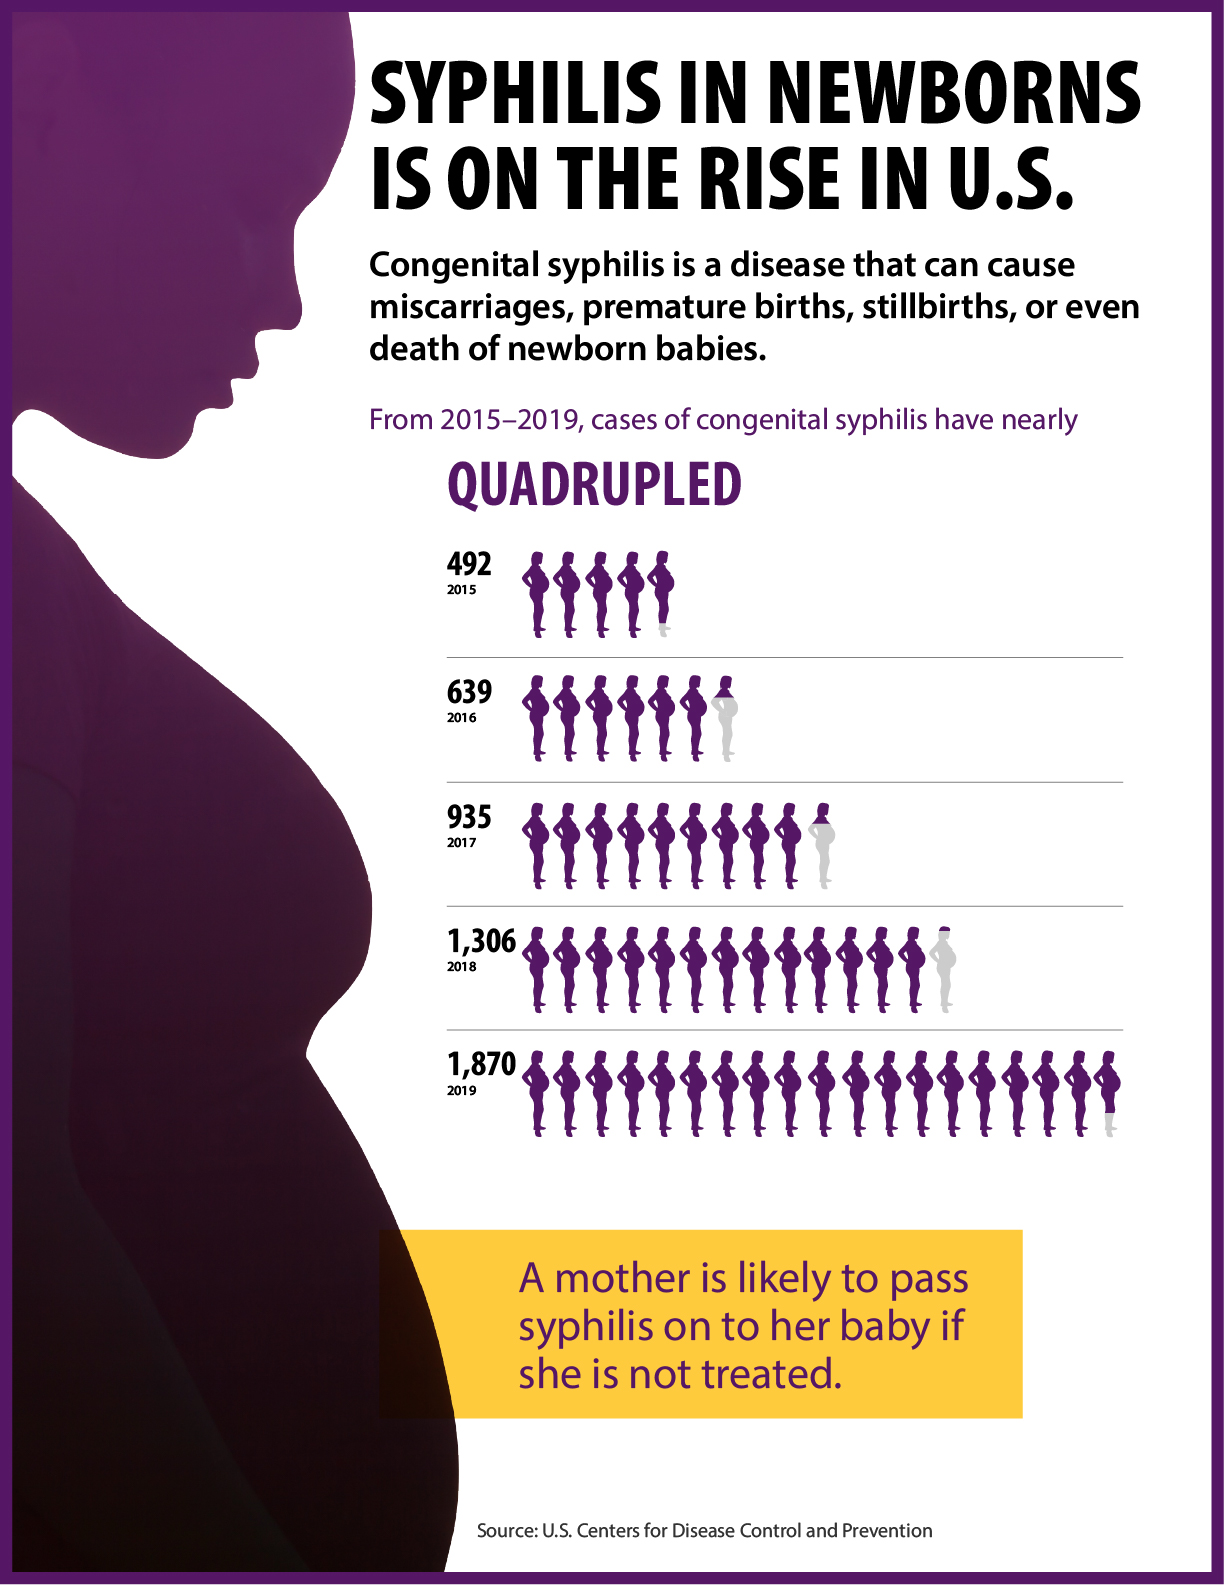 SYPHILIS IN NEWBORNS
IS ON THE RISE IN U.S.
Congenital syphilis is a disease that can cause
miscarriages, premature births, stillbirths, or even
death of newborn babies.
From 2015–2019, cases of congenital syphilis have nearly
QUADRUPLED
492
2015
639
2016
935
2017
1,306
2018
1,870
2019
A mother is likely to pass
syphilis on to her baby if
she is not treated.
Source: U.S. Centers for Disease Control and Prevention